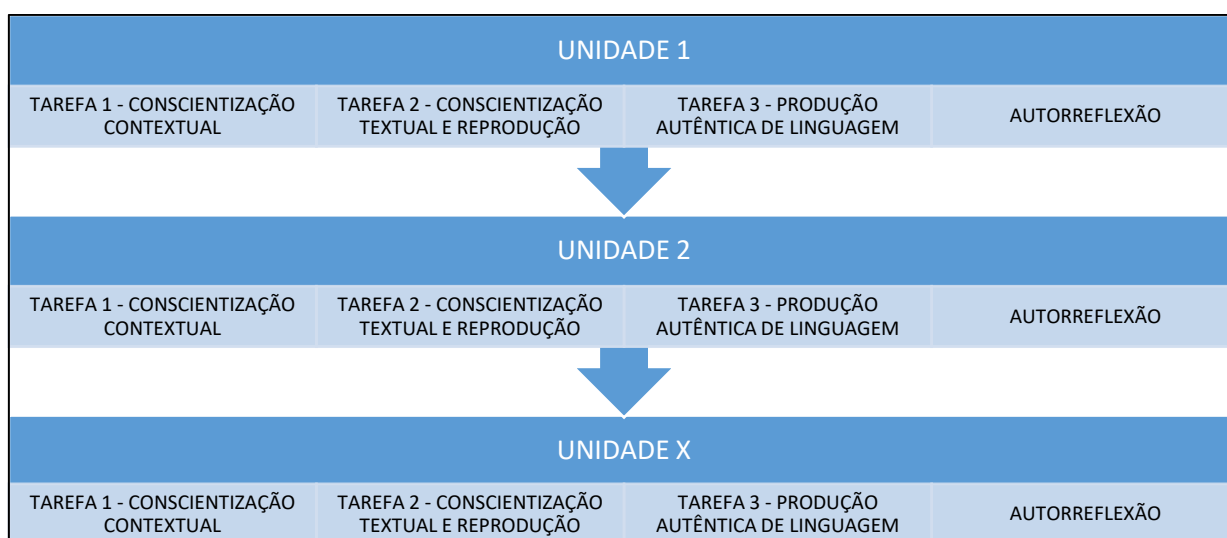 UNIDADE 1
TAREFA 1 - CONSCIENTIZAÇÃO
CONTEXTUAL
TAREFA 2 - CONSCIENTIZAÇÃO
TEXTUAL E REPRODUÇÃO
TAREFA 3 - PRODUÇÃO
AUTÊNTICA DE LINGUAGEM
AUTORREFLEXÃO
UNIDADE 2
TAREFA 1 - CONSCIENTIZAÇÃO
CONTEXTUAL
TAREFA 2 - CONSCIENTIZAÇÃO
TEXTUAL E REPRODUÇÃO
TAREFA 3 - PRODUÇÃO
AUTÊNTICA DE LINGUAGEM
AUTORREFLEXÃO
UNIDADE X
TAREFA 1 - CONSCIENTIZAÇÃO
CONTEXTUAL
TAREFA 2 - CONSCIENTIZAÇÃO
TEXTUAL E REPRODUÇÃO
TAREFA 3 - PRODUÇÃO
AUTÊNTICA DE LINGUAGEM
AUTORREFLEXÃO